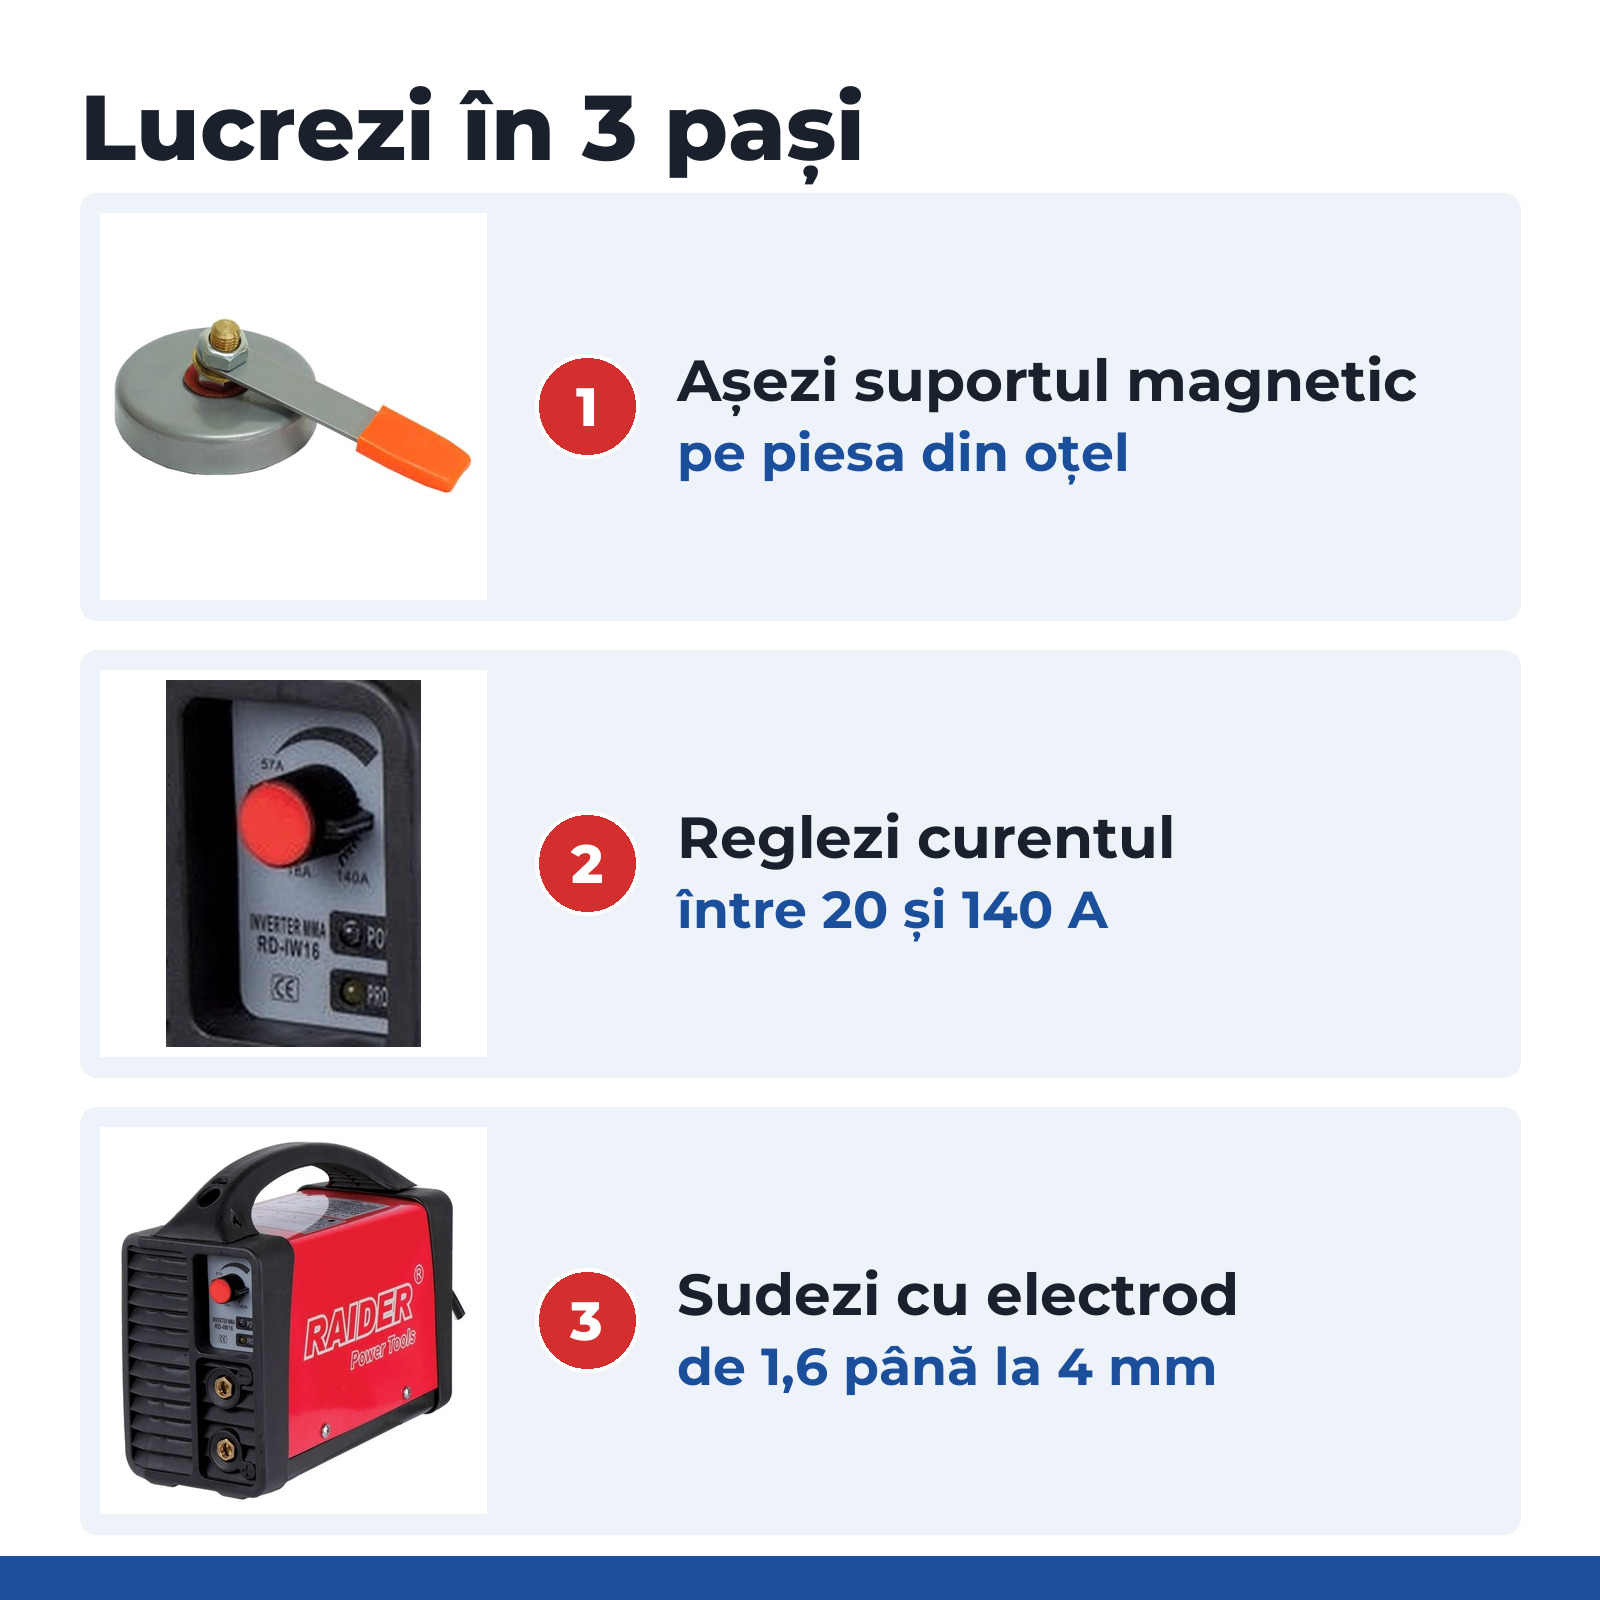 Lucrezi în 3 pași
1
Așezi suportul magnetic
pe piesa din oțel
57A
140A
INVERTER MMA
RD-IW16
CE
2
Reglezi curentul
între 20 și 140 A
RAIDER®
Power Tools
3
Sudezi cu electrod
de 1,6 până la 4 mm